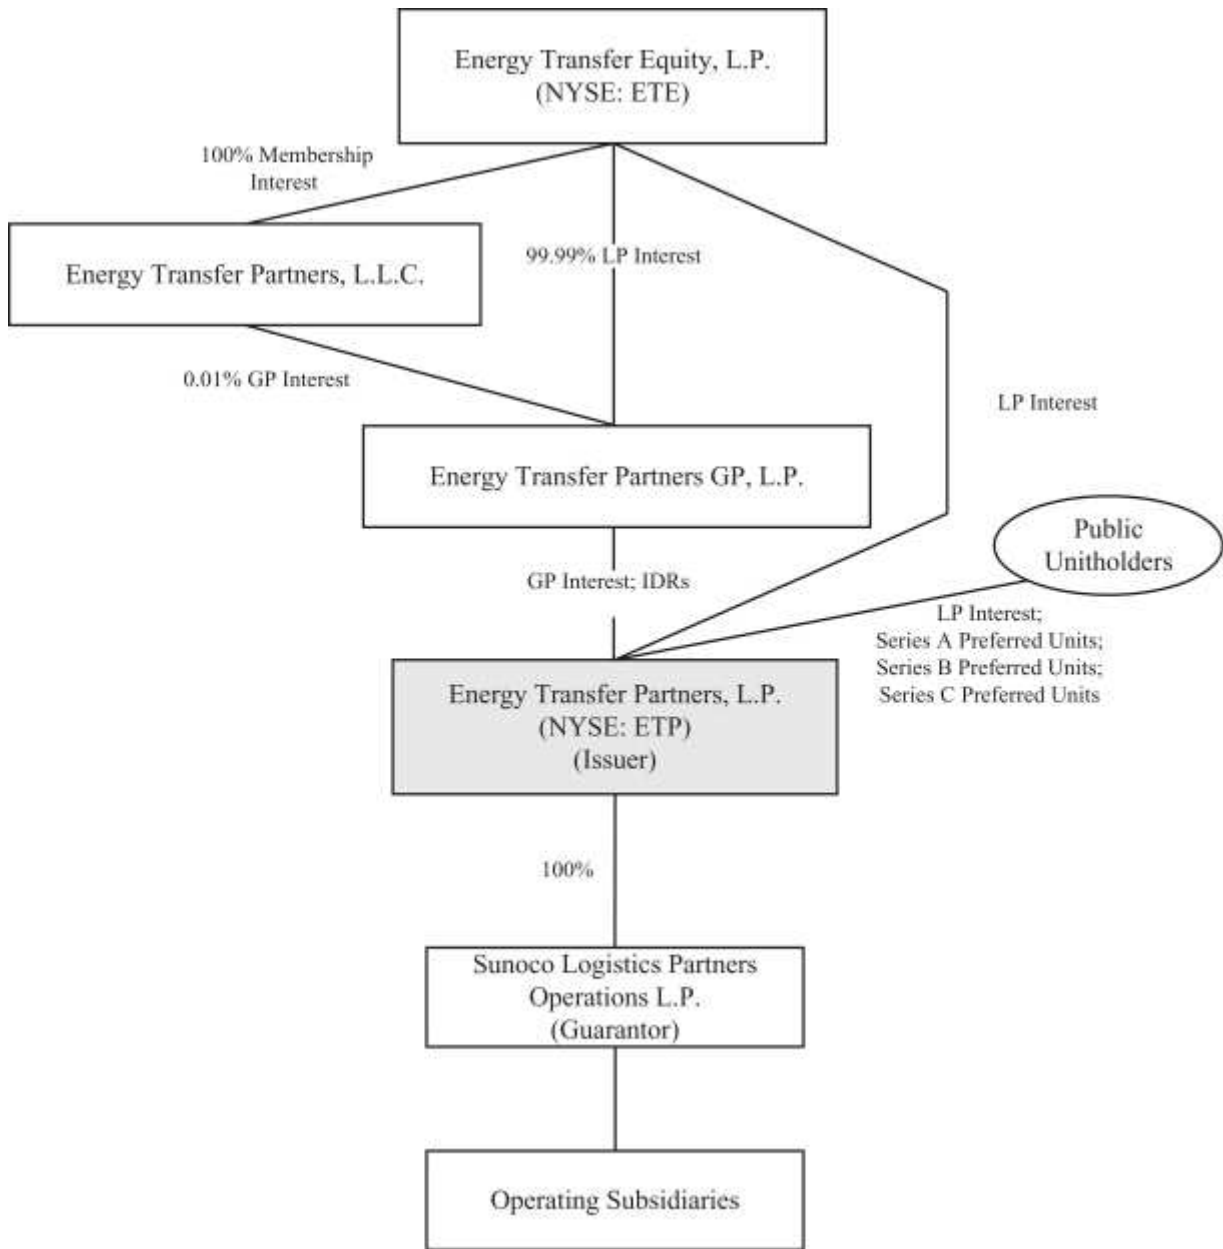 Energy Transfer Equity, L.P.
(NYSE: ETE)
100% Membership
Interest
99.99% LP Interest
Energy Transfer Partners, L.L.C.
0.01% GP Interest
LP Interest
Energy Transfer Partners GP, L.P.
Public
Unitholders
GP Interest; IDRs
LP Interest;
Series A Preferred Units;
Series B Preferred Units;
Series C Preferred Units
Energy Transfer Partners, L.P.
(NYSE: ETP)
(Issuer)
100%
Sunoco Logistics Partners
Operations L.P.
(Guarantor)
Operating Subsidiaries